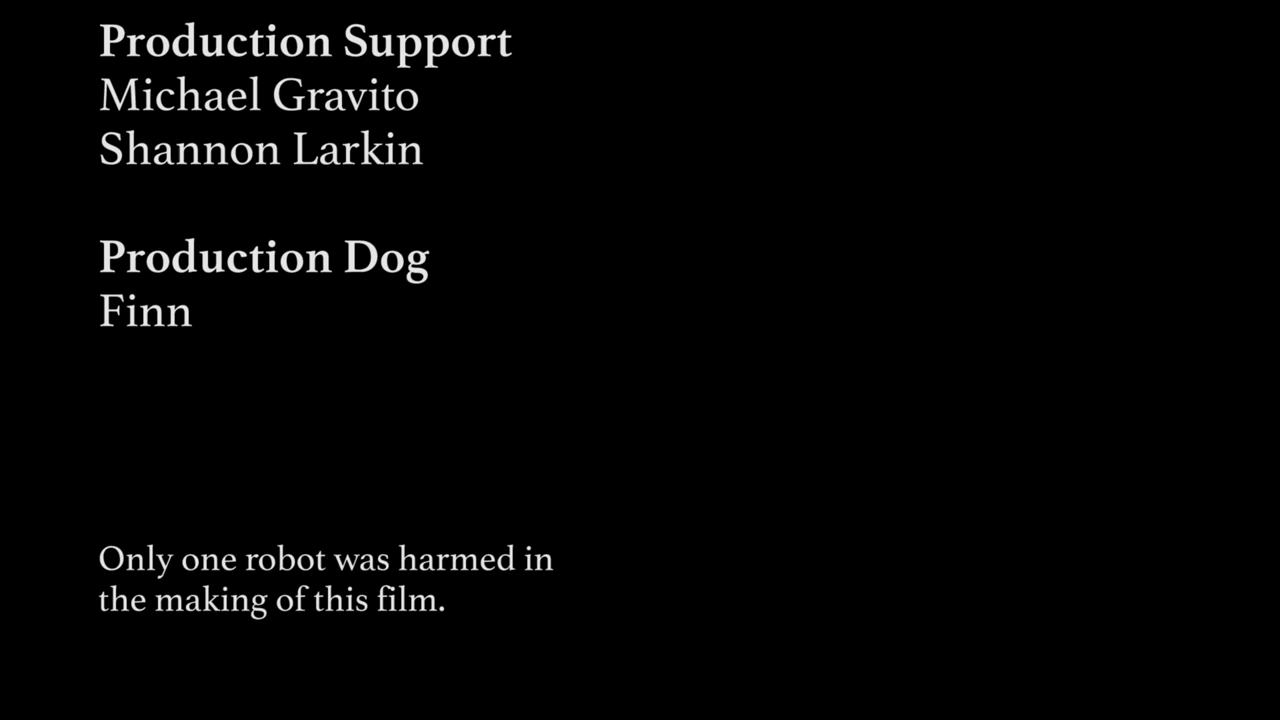 Production Support
Michael Gravito
Shannon Larkin
Production Dog
Finn
Only one robot was harmed in
the making of this film.